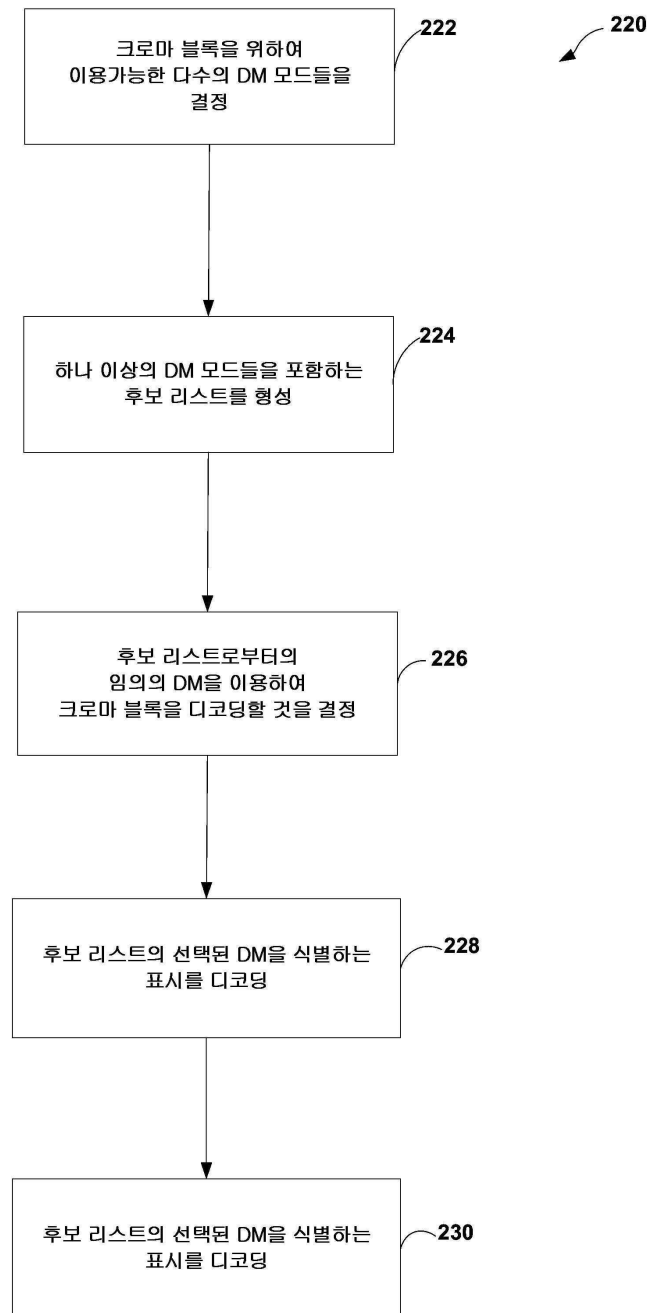 220
222
크로마 블록을 위하여
이용가능한 다수의 DM 모드들을
결정
224
하나 이상의 DM 모드들을 포함하는
후보 리스트를 형성
226
후보 리스트로부터의
임의의 DM을 이용하여
크로마 블록을 디코딩할 것을 결정
228
후보 리스트의 선택된 DM을 식별하는
표시를 디코딩
230
후보 리스트의 선택된 DM을 식별하는
표시를 디코딩